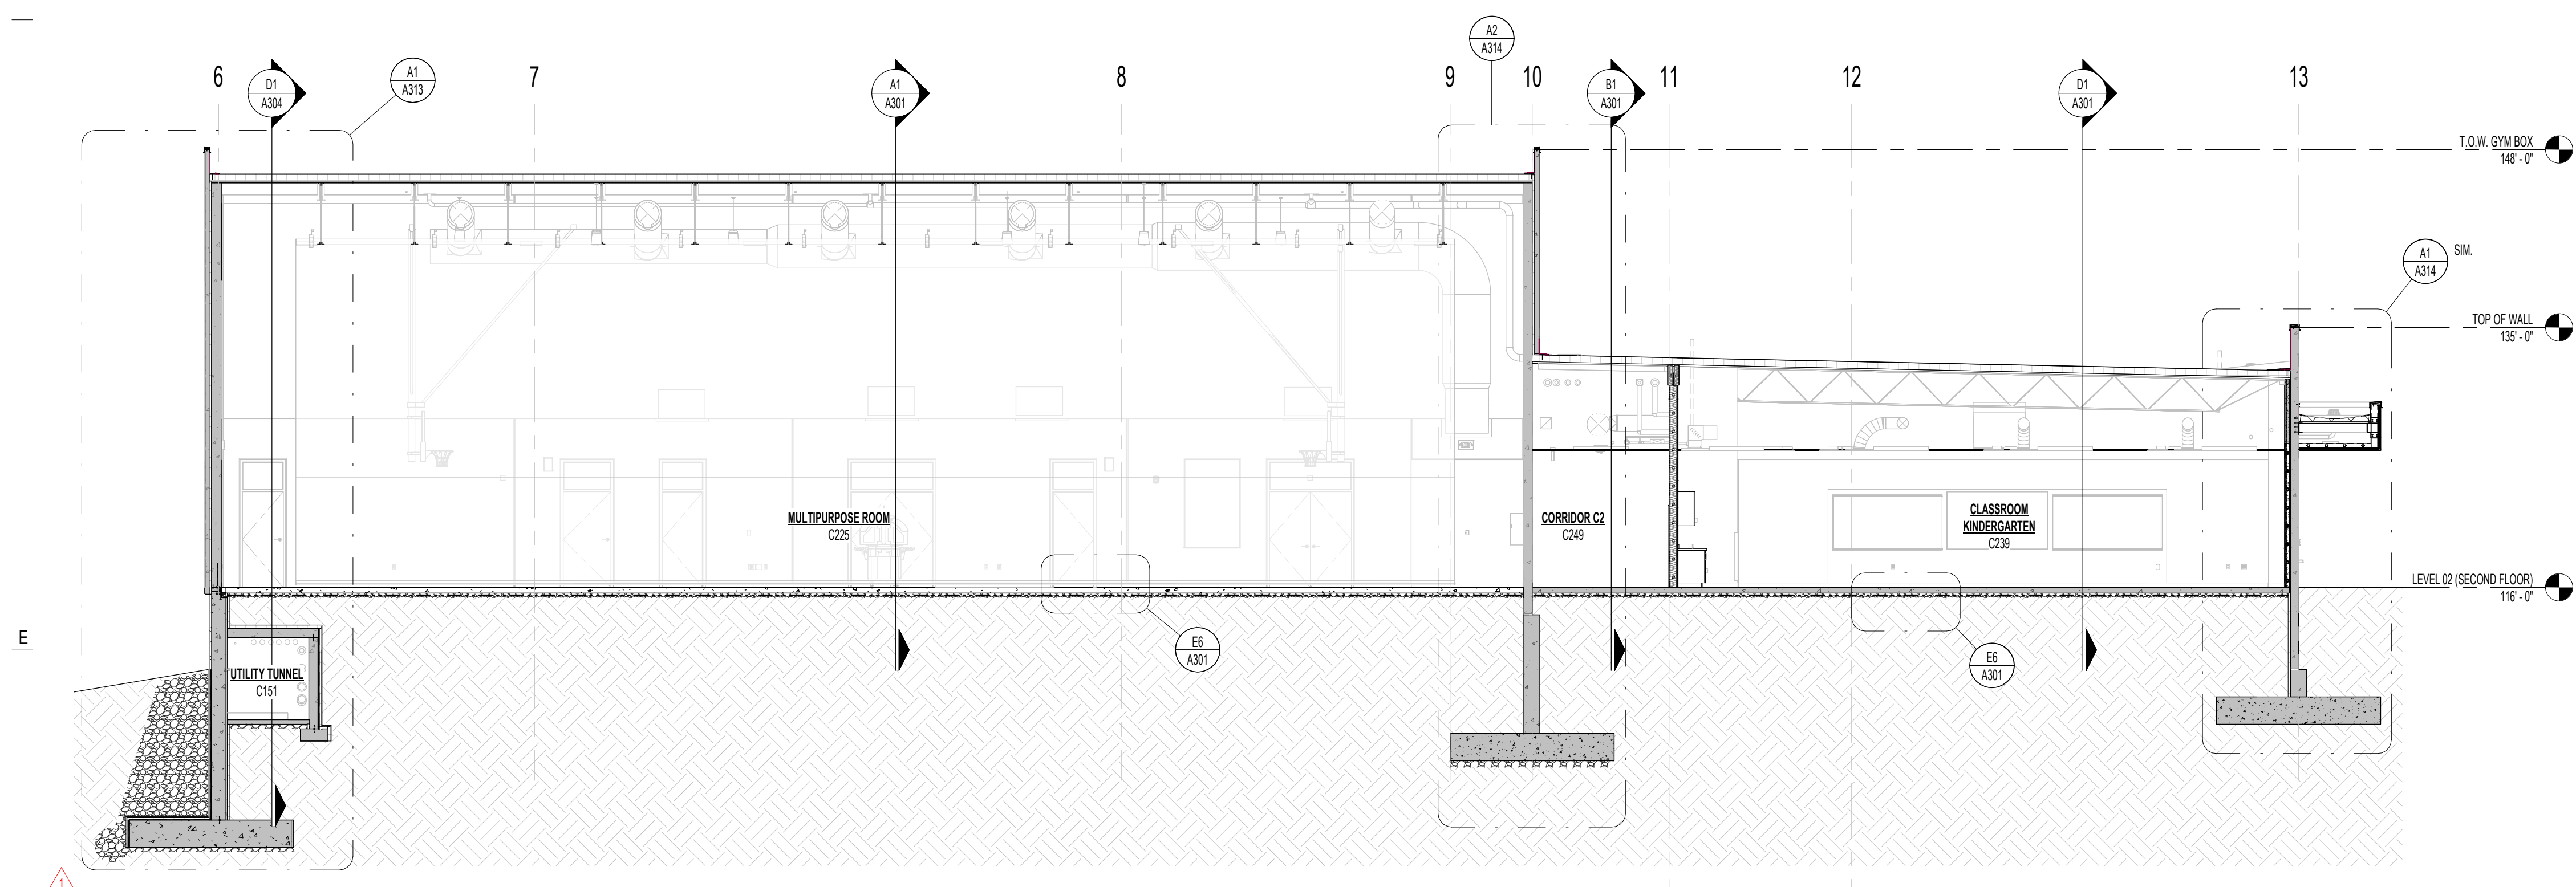 A2
A314
6
D1
A304
A1
A313
7
A1
A301
8
9
10
B1
A301
11
12
D1
A301
13
T.O.W. GYM BOX
148' - 0"
A1
A314
SIM.
TOP OF WALL
135' - 0"
MULTIPURPOSE ROOM
C225
CORRIDOR C2
C249
CLASSROOM
KINDERGARTEN
C239
LEVEL 02 (SECOND FLOOR)
116' - 0"
E
E6
A301
E6
A301
UTILITY TUNNEL
C151
1